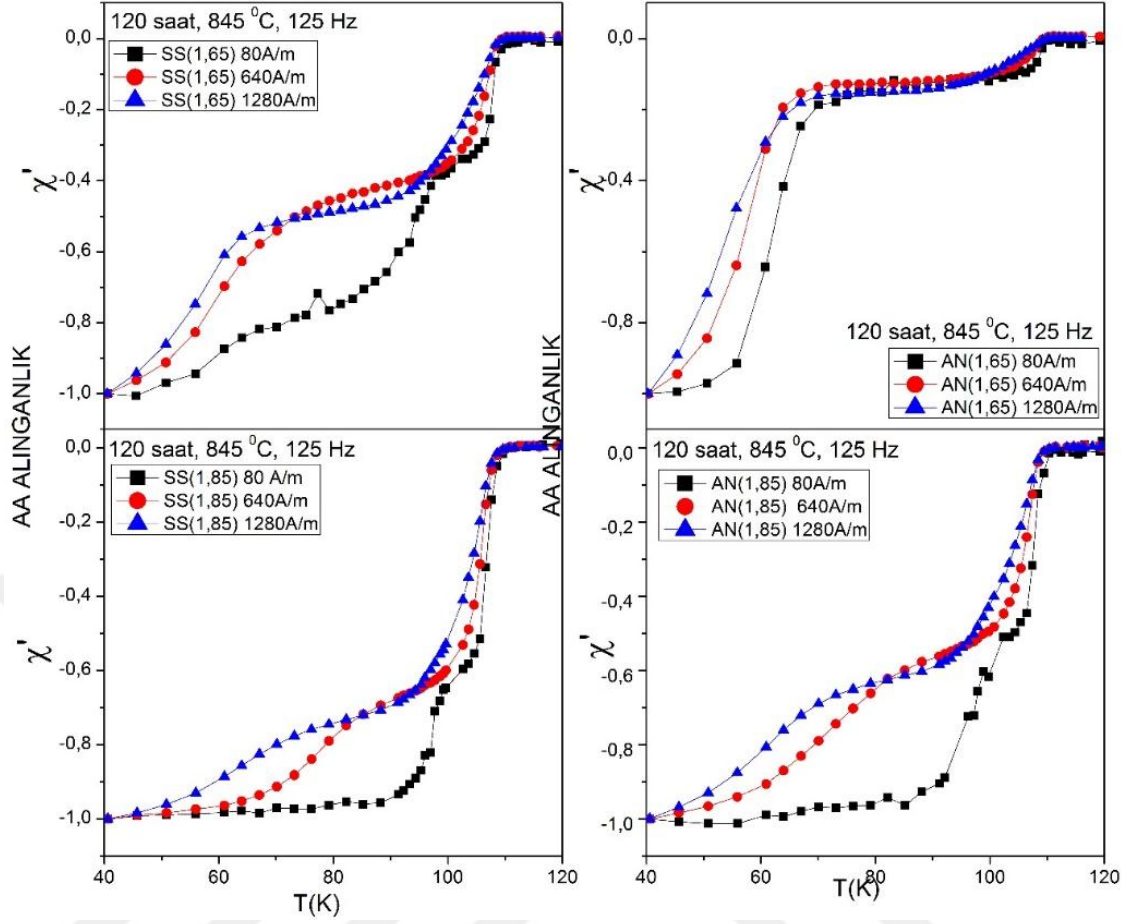 120 saat, 845 ⁰C, 125 Hz
SS(1,65) 80A/m
SS(1,65) 640A/m
SS(1,65) 1280A/m
0,0
-0,2
-0,4
-0,6
-0,8
-1,0
χ'
AA ALINGANLIK
0,0
-0,4
-0,8
χ'
AA ALINGANLIK
120 saat, 845 ⁰C, 125 Hz
AN(1,65) 80A/m
AN(1,65) 640A/m
AN(1,65) 1280A/m
120 saat, 845 ⁰C, 125 Hz
SS(1,85) 80 A/m
SS(1,85) 640A/m
SS(1,85) 1280A/m
0,0
-0,2
-0,4
-0,6
-0,8
-1,0
χ'
40 60 80 100 120
T(K)
120 saat, 845 ⁰C, 125 Hz
AN(1,85) 80A/m
AN(1,85) 640A/m
AN(1,85) 1280A/m
0,0
-0,2
-0,4
-0,6
-0,8
-1,0
χ'
40 60 80 100 120
T(K)